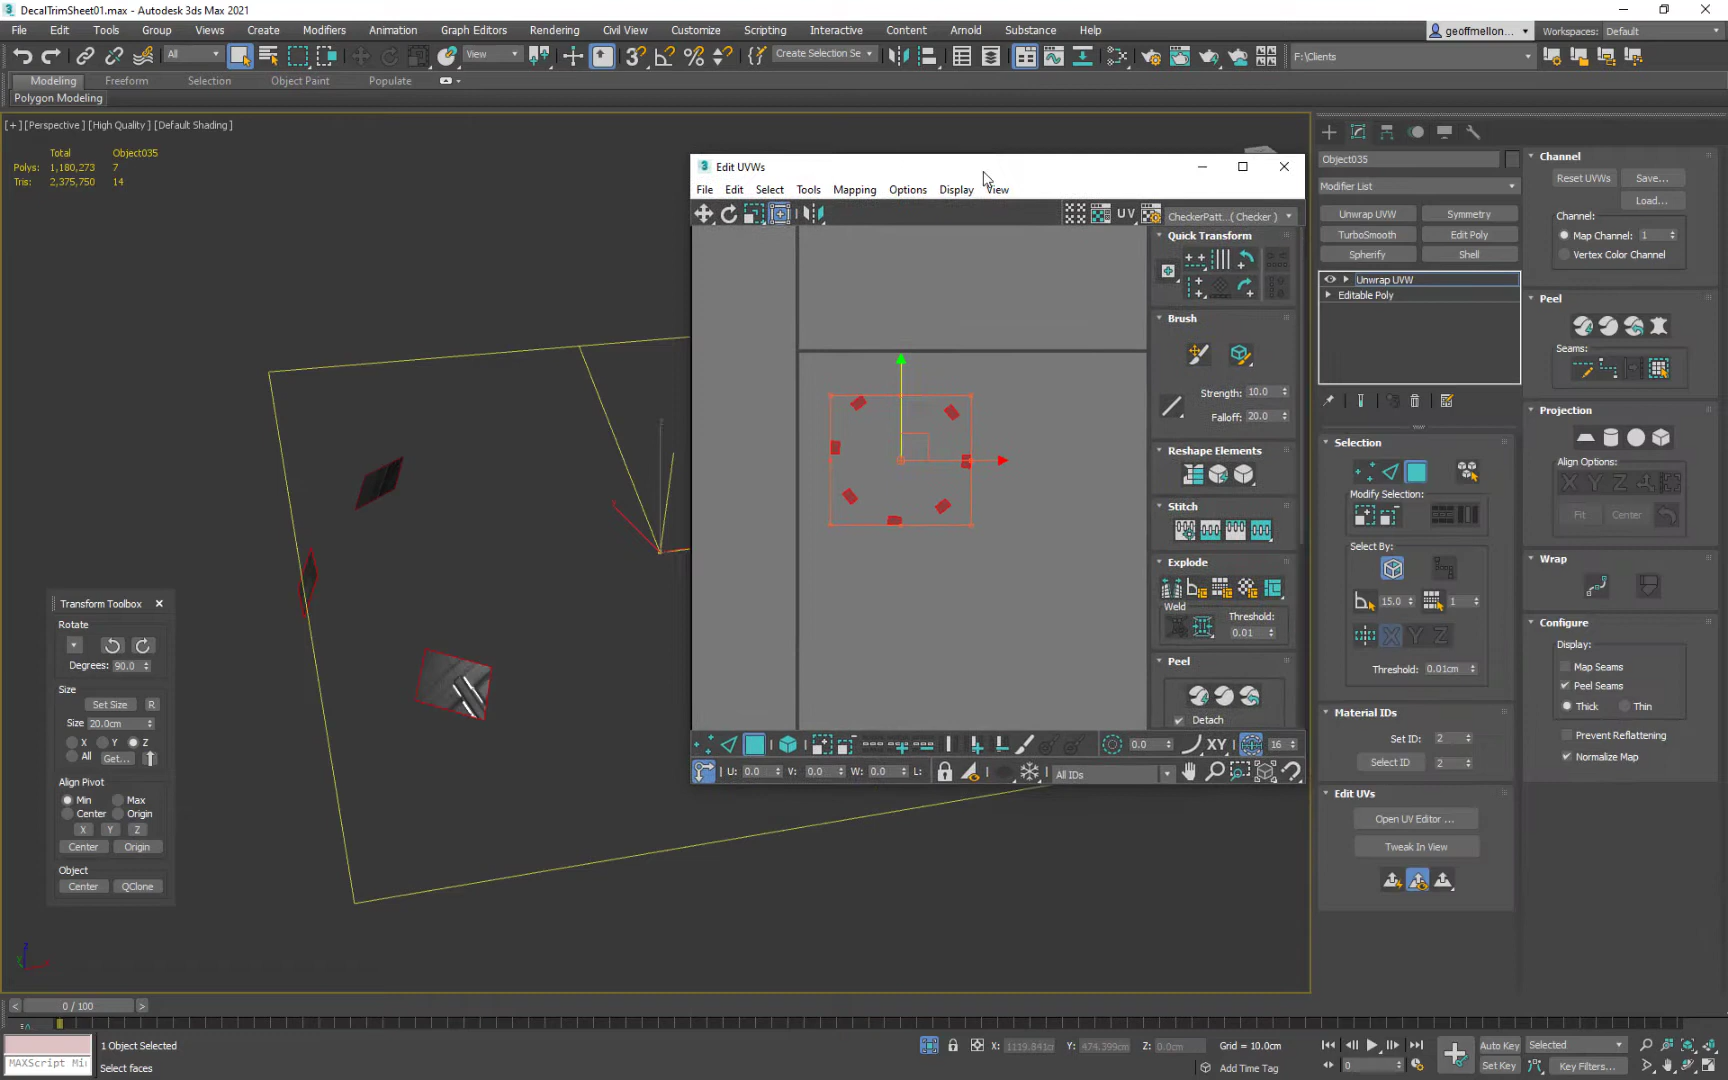 DecalTrimSheet01.max - Autodesk 3ds Max 2021
File Edit Tools Group Views Create Modifiers Animation Graph Editors Rendering Civil View Customize Scripting Interactive Content Arnold Substance Help
geoffmellon... Workspaces: Default
All View Create Selection Se F:\Clients
Modeling Freeform Selection Object Paint Populate
Polygon Modeling
[+] [Perspective] [High Quality] [Default Shading]
Total Object035
Polys: 1,180,273 7
Tris: 2,375,750 14
Edit UVWs
File Edit Select Tools Mapping Options Display View
UV CheckerPatt...( Checker )
Quick Transform
Brush
Strength: 10.0
Falloff: 20.0
Reshape Elements
Stitch
Explode
Weld
Threshold:
0.01
Peel
Detach
0.0 XY 16
U: 0.0 V: 0.0 W: 0.0 L: All IDs
Transform Toolbox
Rotate
Degrees: 90.0
Size
Set Size R
Size 20.0cm
X Y Z
All Get...
Align Pivot
Min Max
Center Origin
X Y Z
Center Origin
Object
Center QClone
Object035
Modifier List
Unwrap UVW Symmetry
TurboSmooth Edit Poly
Spherify Shell
Unwrap UVW
Editable Poly
Selection
Modify Selection:
Select By:
15.0 1
X Y Z
Threshold: 0.01cm
Material IDs
Set ID: 2
Select ID 2
Edit UVs
Open UV Editor ...
Tweak In View
Channel
Reset UVWs Save...
Load...
Channel:
Map Channel: 1
Vertex Color Channel
Peel
Seams:
Projection
Align Options:
X Y Z
Fit Center
Wrap
Configure
Display:
Map Seams
Peel Seams
Thick Thin
Prevent Reflattening
Normalize Map
< 0 / 100 >
1 Object Selected
X: 1119.841cm Y: 474.399cm Z: 0.0cm Grid = 10.0cm
Auto Key Selected
MAXScript Mi
Select faces
Add Time Tag
0
Set Key Key Filters...